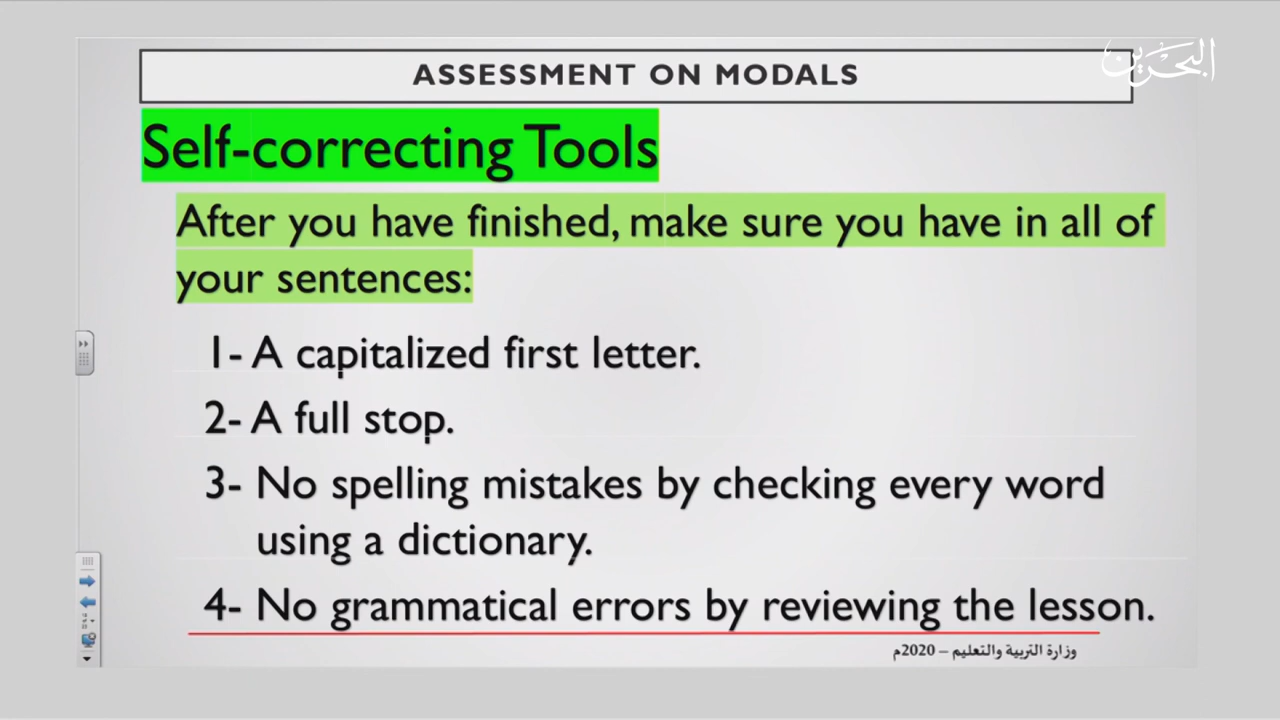 البحرين
ASSESSMENT ON MODALS
Self-correcting Tools
After you have finished, make sure you have in all of
your sentences:
1- A capitalized first letter.
2- A full stop.
3- No spelling mistakes by checking every word
using a dictionary.
4- No grammatical errors by reviewing the lesson.
وزارة التربية والتعليم – 2020م